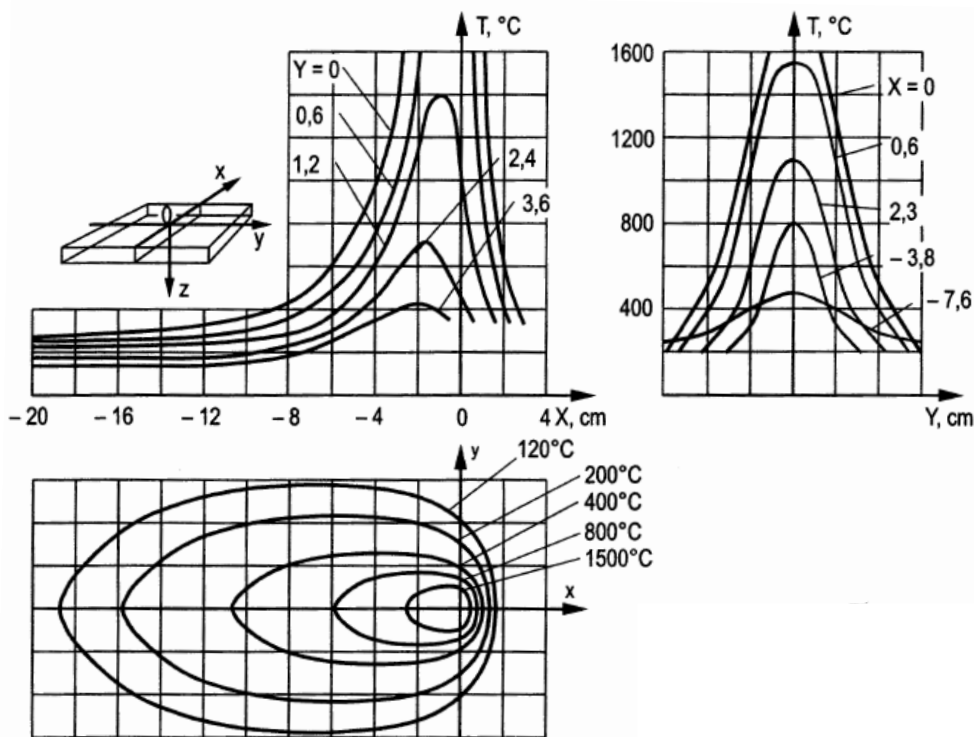 T, °C
Y = 0
0,6
1,2
2,4
3,6
x
0
y
z
– 20
– 16
– 12
– 8
– 4
0
4 X, cm
T, °C
1600
X = 0
1200
0,6
800
2,3
– 3,8
400
– 7,6
Y, cm
y
120°C
200°C
400°C
800°C
1500°C
x